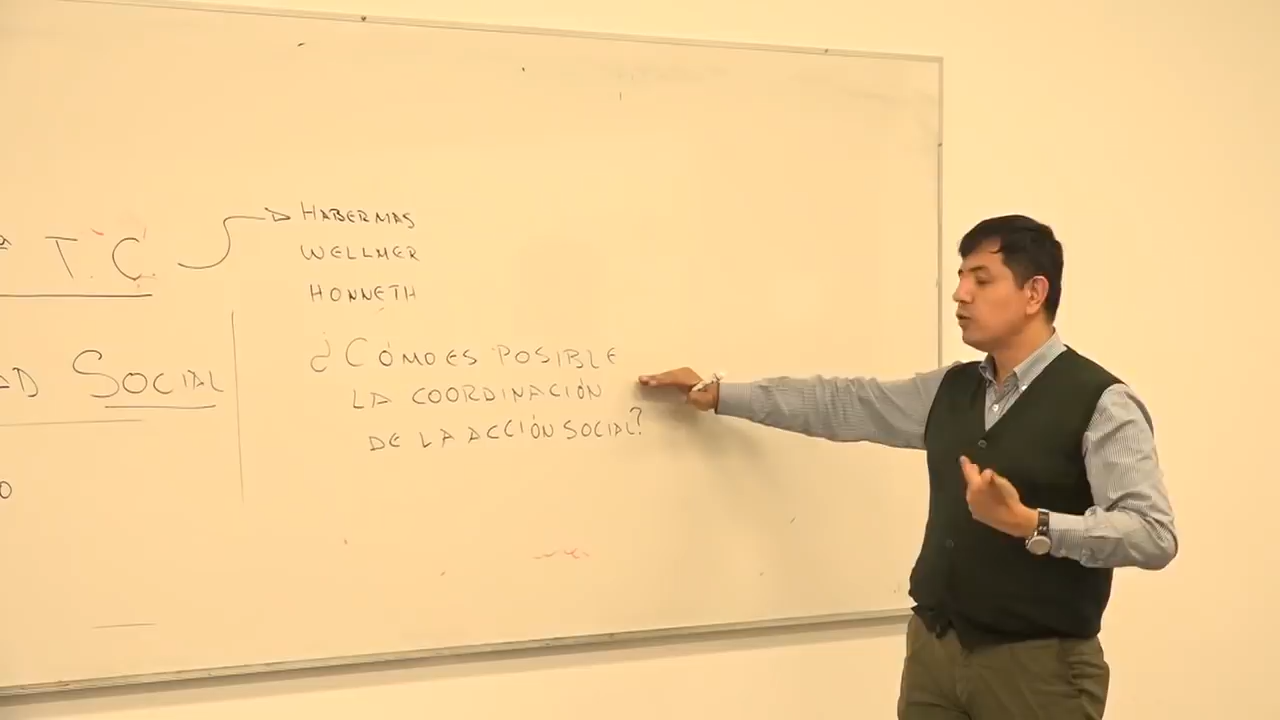 ª T.C.
HABERMAS
WELLMER
HONNETH
SOCIAL
¿CÓMO ES POSIBLE
LA COORDINACIÓN
DE LA ACCIÓN SOCIAL?